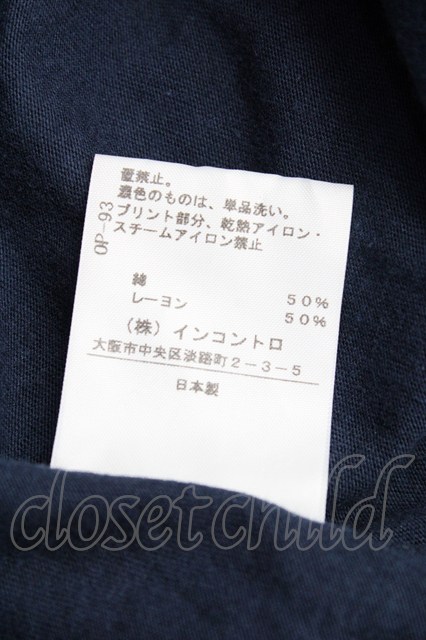 置禁止。
濃色のものは、単品洗い。
プリント部分、乾熱アイロン・
スチームアイロン禁止
OP-93
綿 50%
レーヨン 50%
(株)インコントロ
大阪市中央区淡路町2-3-5
日本製
closetchild